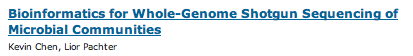 Bioinformatics for Whole-Genome Shotgun Sequencing of
Microbial Communities
Kevin Chen, Lior Pachter